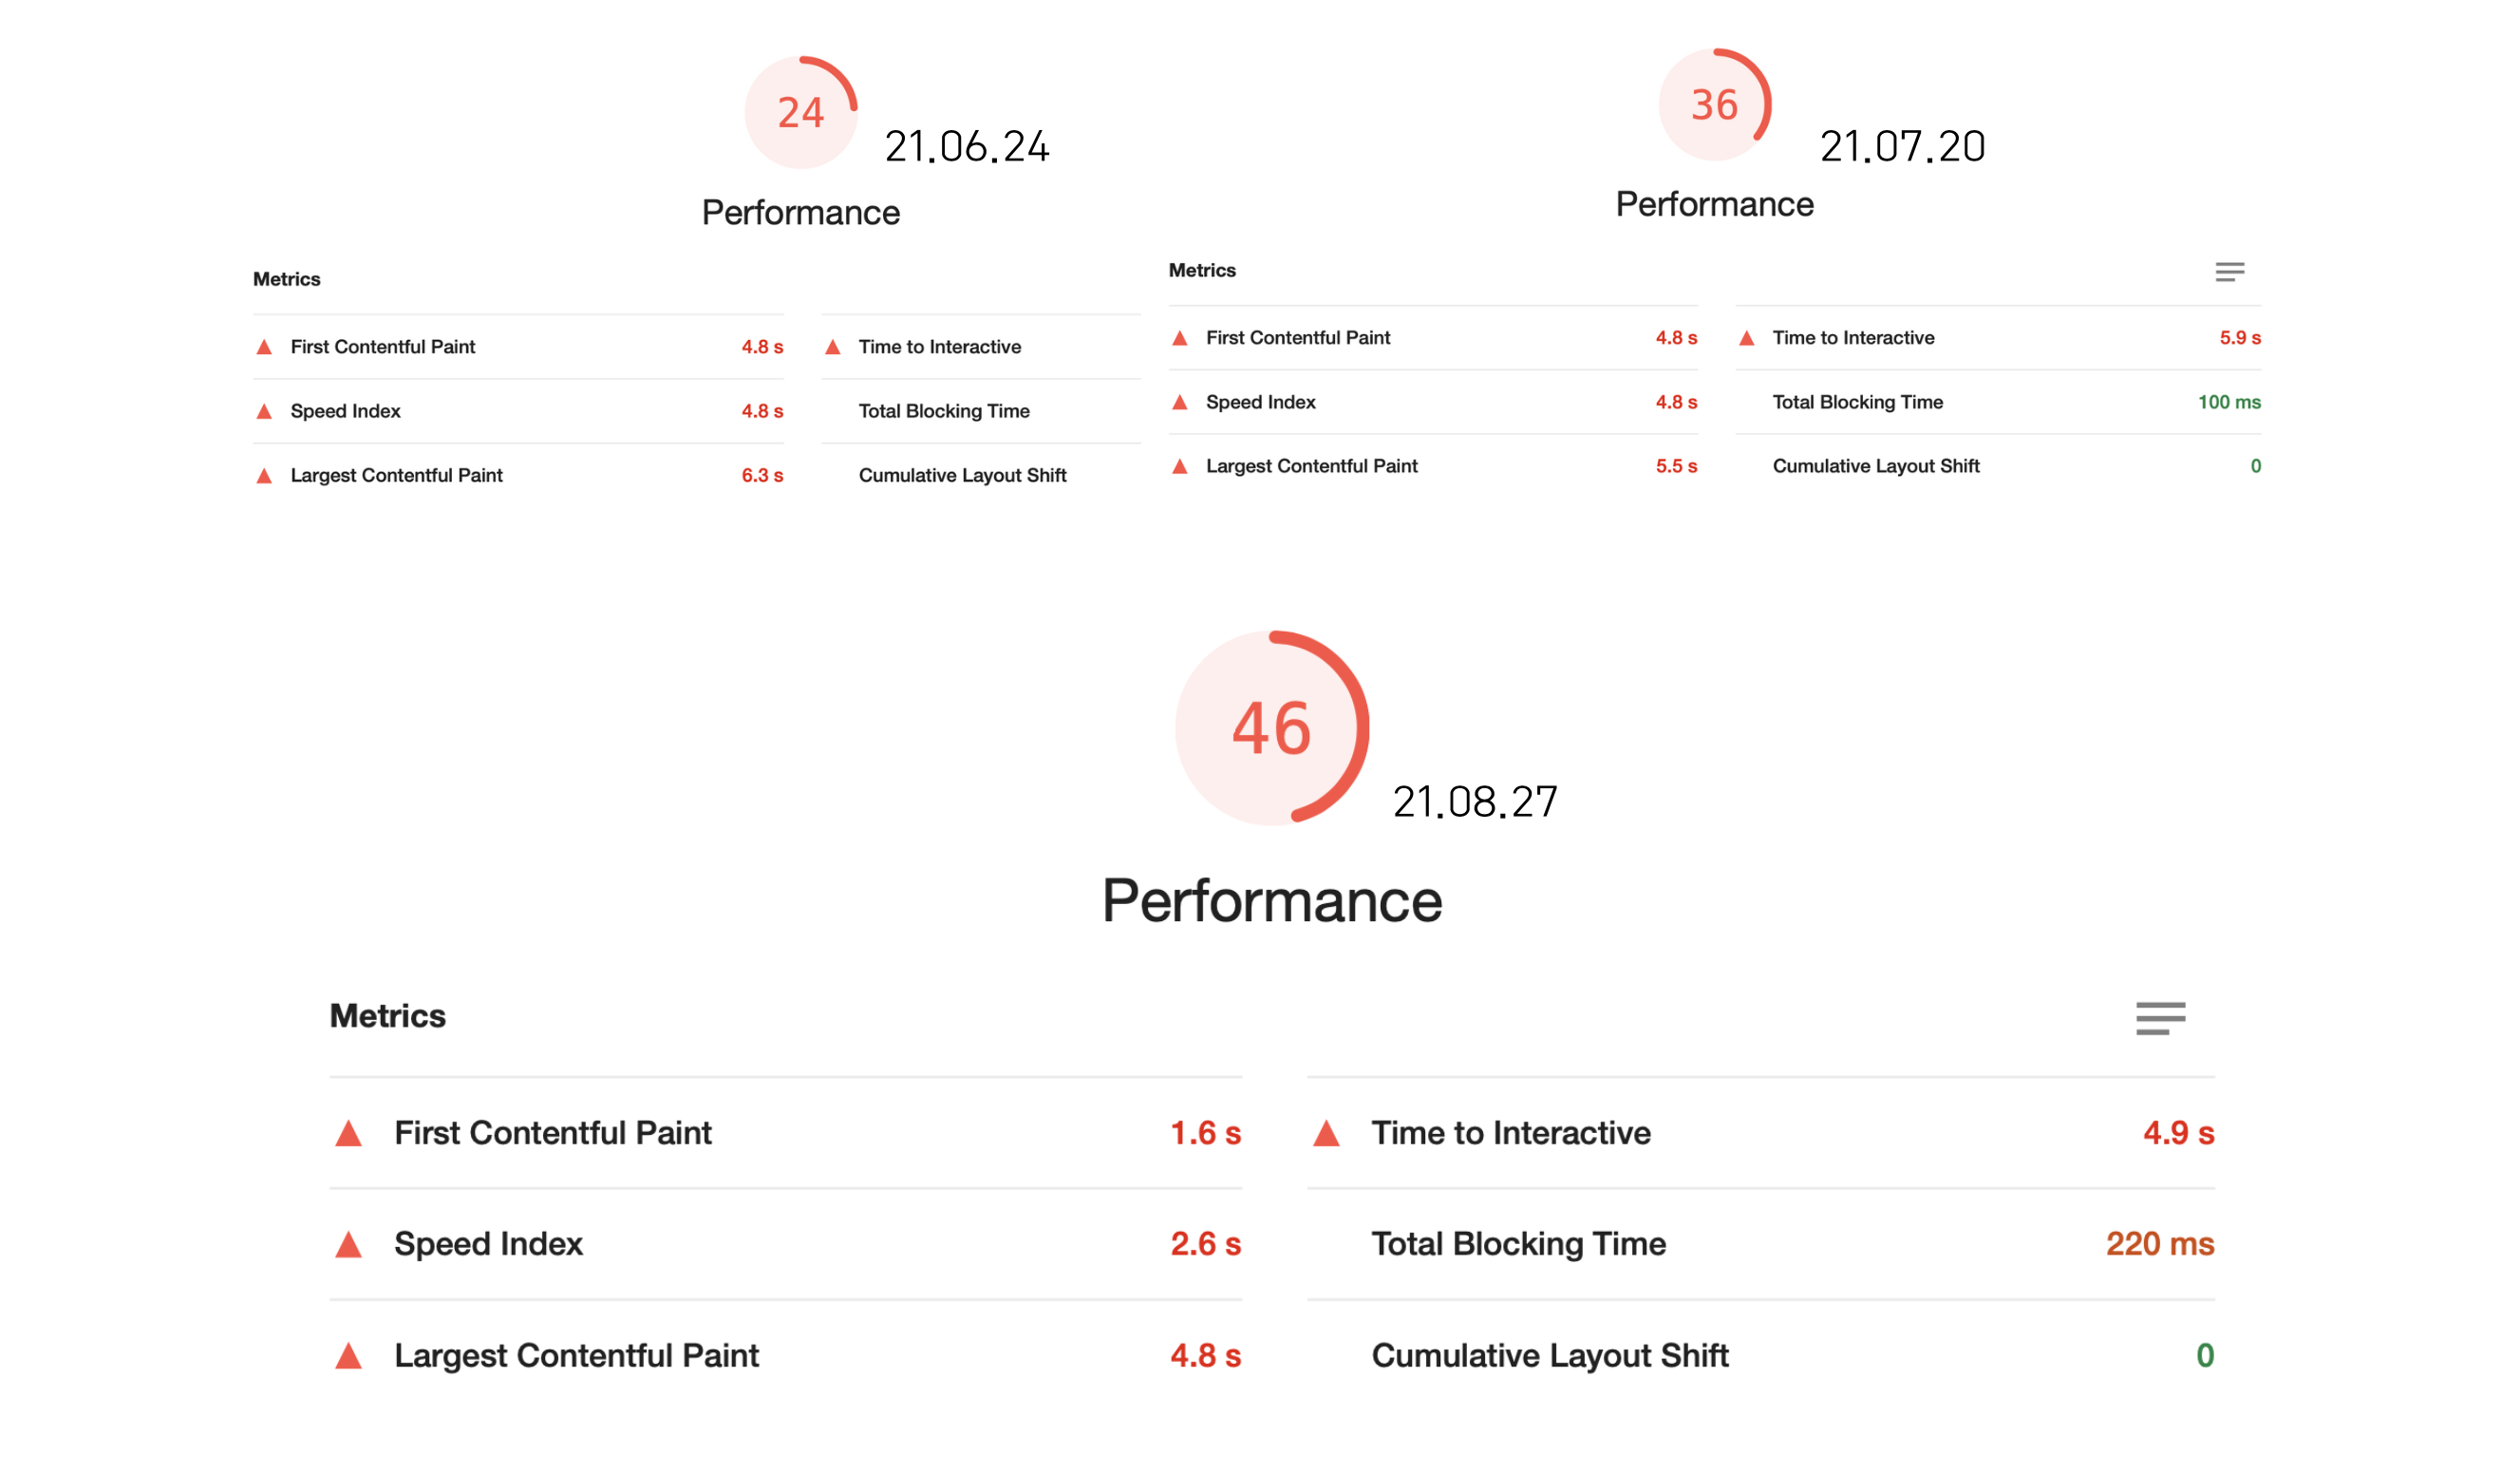 24
21.06.24
Performance
Metrics
First Contentful Paint 4.8 s
Time to Interactive
Speed Index 4.8 s
Total Blocking Time
Largest Contentful Paint 6.3 s
Cumulative Layout Shift
36
21.07.20
Performance
Metrics
First Contentful Paint 4.8 s
Time to Interactive 5.9 s
Speed Index 4.8 s
Total Blocking Time 100 ms
Largest Contentful Paint 5.5 s
Cumulative Layout Shift 0
46
21.08.27
Performance
Metrics
First Contentful Paint 1.6 s
Time to Interactive 4.9 s
Speed Index 2.6 s
Total Blocking Time 220 ms
Largest Contentful Paint 4.8 s
Cumulative Layout Shift 0